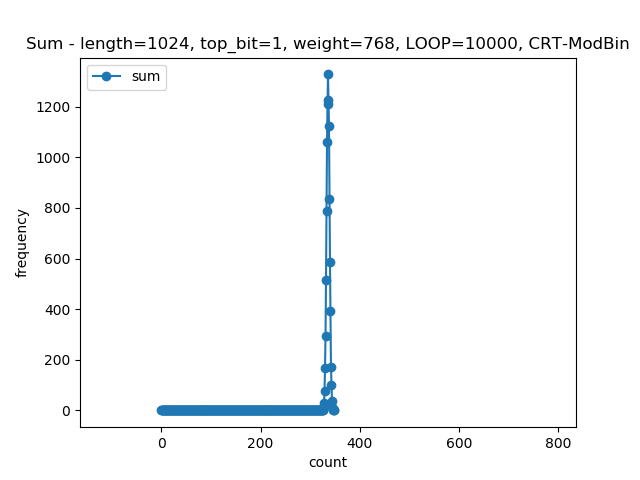 Sum - length=1024, top_bit=1, weight=768, LOOP=10000, CRT-ModBin
sum
1200
1000
800
600
400
200
0
frequency
0 200 400 600 800
count